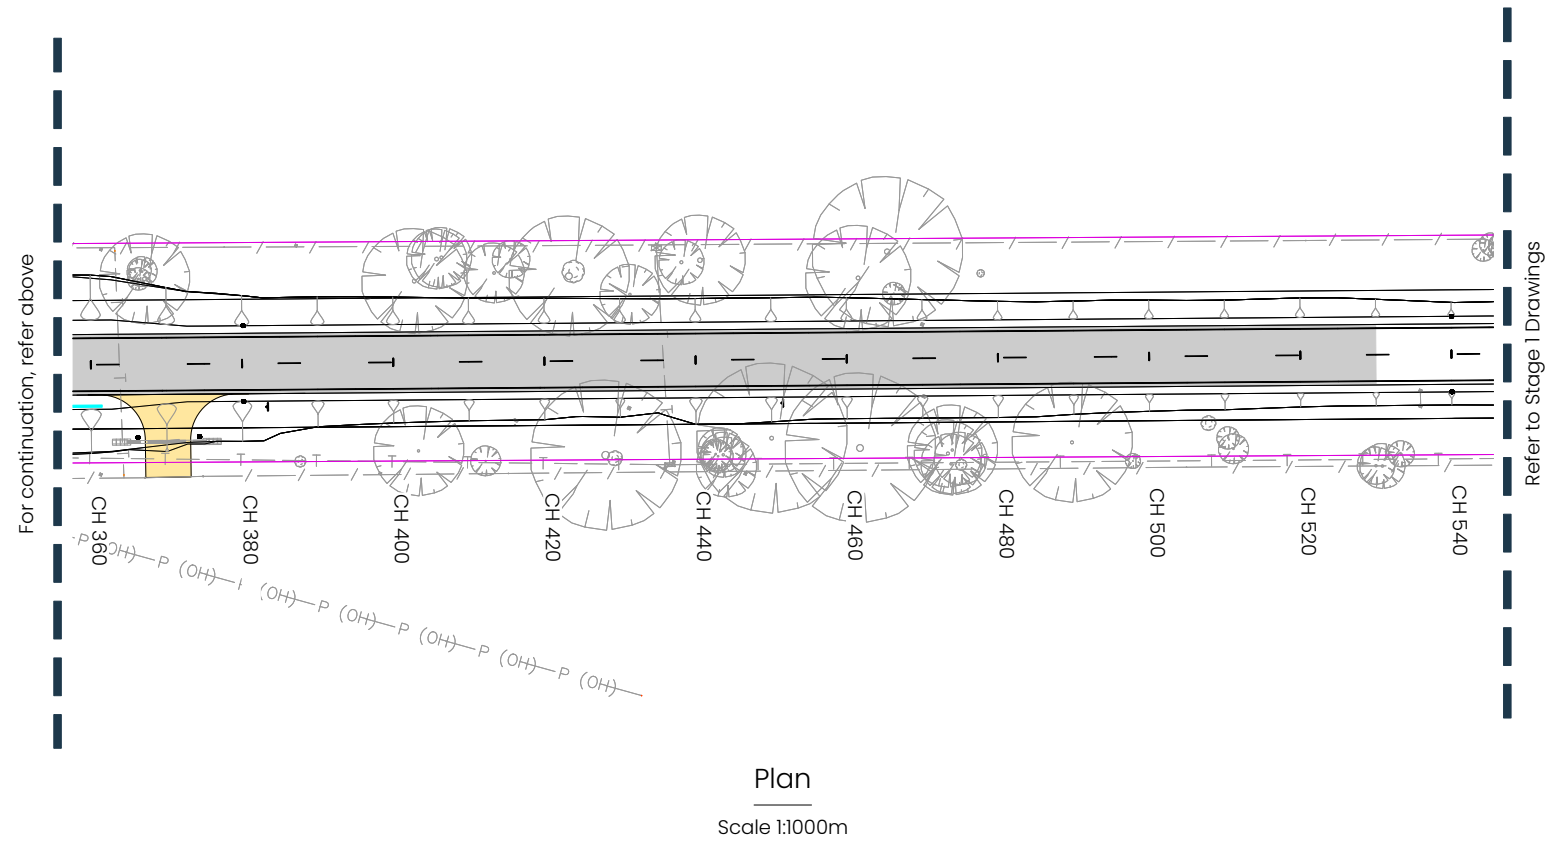 For continuation, refer above
Refer to Stage 1 Drawings
CH 360
CH 380
CH 400
CH 420
CH 440
CH 460
CH 480
CH 500
CH 520
CH 540
P (OH) P (OH) (OH) P (OH) P (OH) P (OH) P (OH)
Plan
Scale 1:1000m